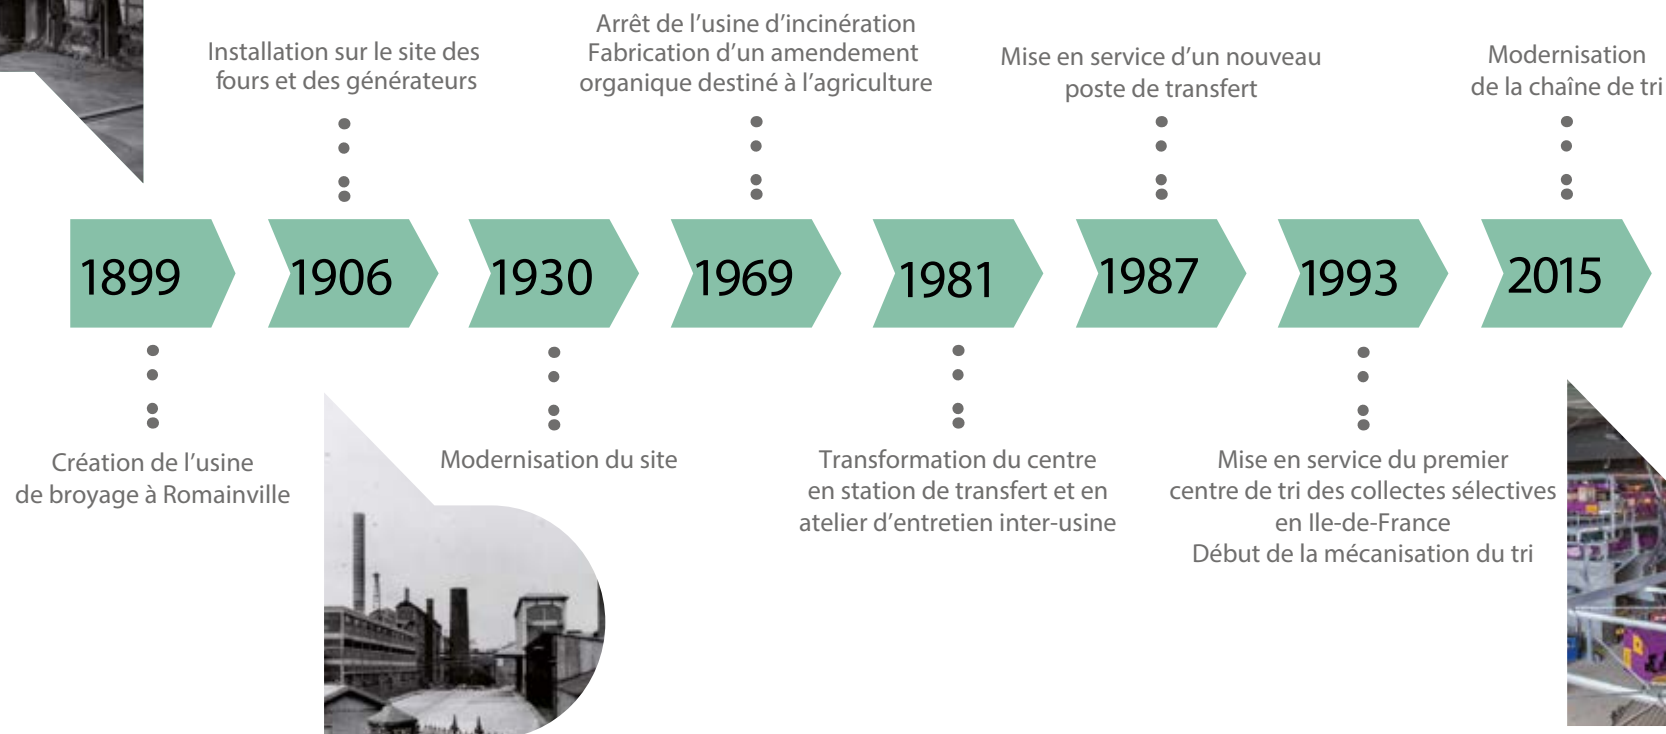 Installation sur le site des
fours et des générateurs
Arrêt de l’usine d’incinération
Fabrication d’un amendement
organique destiné à l’agriculture
Mise en service d’un nouveau
poste de transfert
Modernisation
de la chaîne de tri
1899
1906
1930
1969
1981
1987
1993
2015
Création de l’usine
de broyage à Romainville
Modernisation du site
Transformation du centre
en station de transfert et en
atelier d’entretien inter-usine
Mise en service du premier
centre de tri des collectes sélectives
en Ile-de-France
Début de la mécanisation du tri